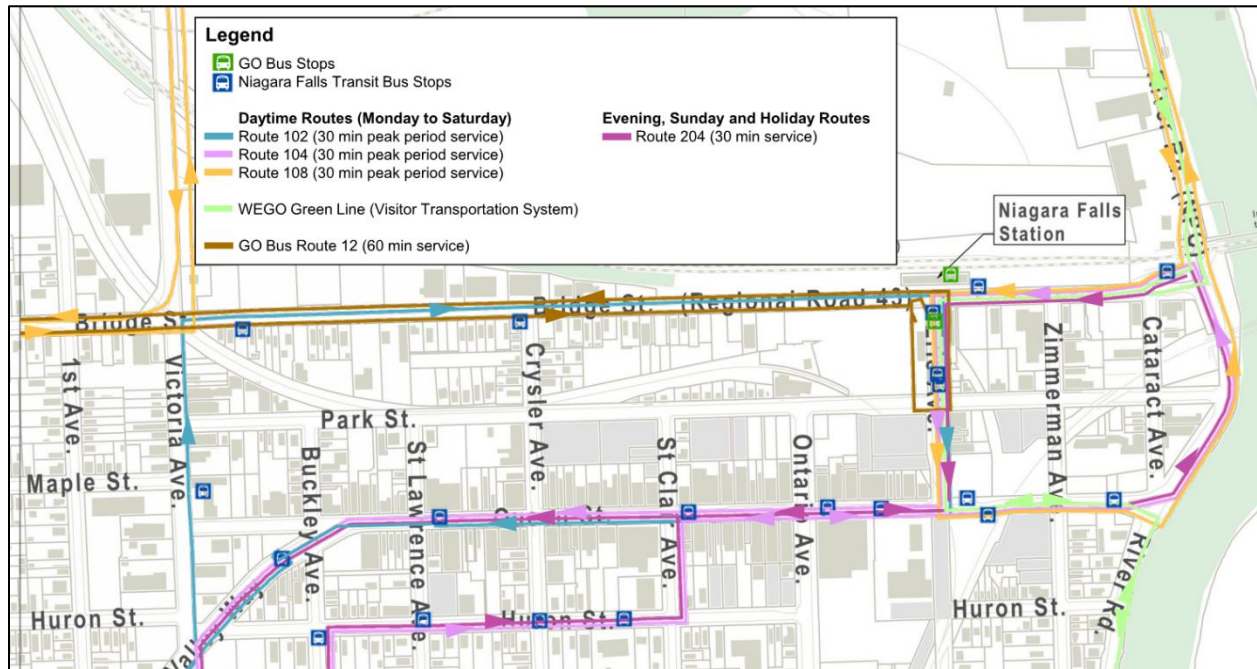 Legend
GO Bus Stops
Niagara Falls Transit Bus Stops
Daytime Routes (Monday to Saturday)
Route 102 (30 min peak period service)
Route 104 (30 min peak period service)
Route 108 (30 min peak period service)
Evening, Sunday and Holiday Routes
Route 204 (30 min service)
WEGO Green Line (Visitor Transportation System)
GO Bus Route 12 (60 min service)
Niagara Falls
Station
Bridge St.
Bridge St. (Regional Road 43)
1st Ave.
Victoria Ave.
Park St.
Crysler Ave.
Zimmerman Ave.
Cataract Ave.
Maple St.
Buckley Ave.
St Lawrence Ave.
St Clair Ave.
Ontario Ave.
Huron St.
Huron St.
Huron St.
River Rd.